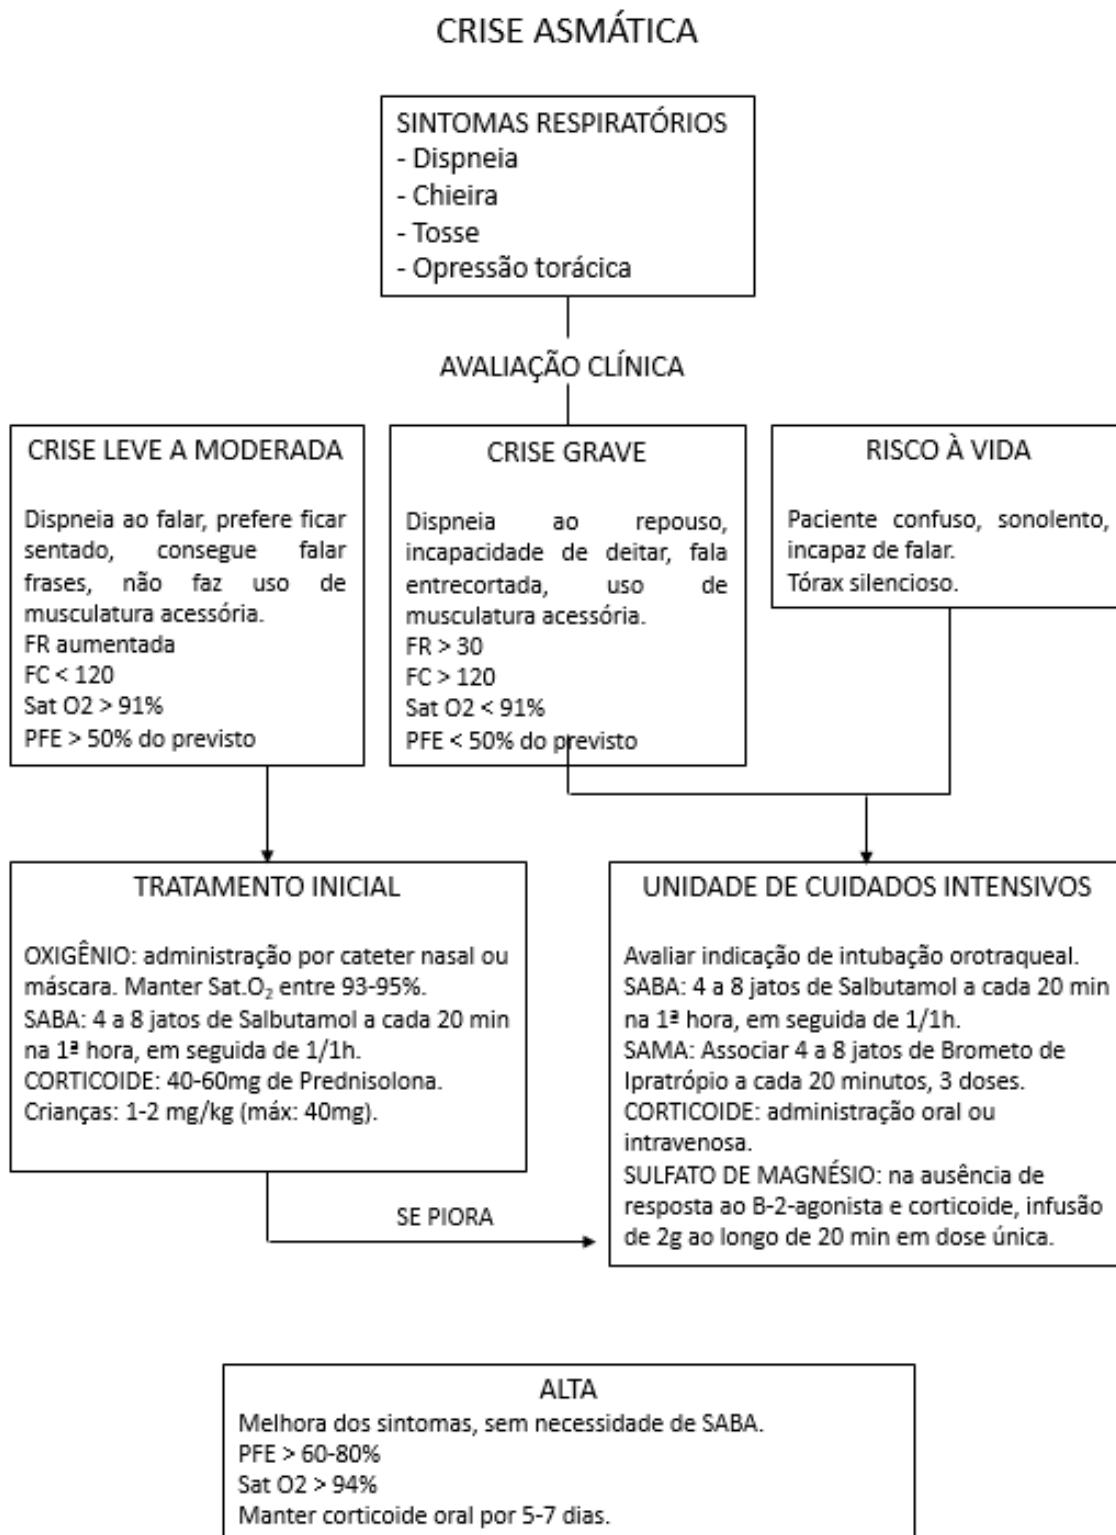 CRISE ASMÁTICA
SINTOMAS RESPIRATÓRIOS
- Dispneia
- Chieira
- Tosse
- Opressão torácica
AVALIAÇÃO CLÍNICA
CRISE LEVE A MODERADA
Dispneia ao falar, prefere ficar
sentado, consegue falar
frases, não faz uso de
musculatura acessória.
FR aumentada
FC < 120
Sat O2 > 91%
PFE > 50% do previsto
CRISE GRAVE
Dispneia ao repouso,
incapacidade de deitar, fala
entrecortada, uso de
musculatura acessória.
FR > 30
FC > 120
Sat O2 < 91%
PFE < 50% do previsto
RISCO À VIDA
Paciente confuso, sonolento,
incapaz de falar.
Tórax silencioso.
TRATAMENTO INICIAL
OXIGÊNIO: administração por cateter nasal ou
máscara. Manter Sat.O₂ entre 93-95%.
SABA: 4 a 8 jatos de Salbutamol a cada 20 min
na 1ª hora, em seguida de 1/1h.
CORTICOIDE: 40-60mg de Prednisolona.
Crianças: 1-2 mg/kg (máx: 40mg).
SE PIORA
UNIDADE DE CUIDADOS INTENSIVOS
Avaliar indicação de intubação orotraqueal.
SABA: 4 a 8 jatos de Salbutamol a cada 20 min
na 1ª hora, em seguida de 1/1h.
SAMA: Associar 4 a 8 jatos de Brometo de
Ipratrópio a cada 20 minutos, 3 doses.
CORTICOIDE: administração oral ou
intravenosa.
SULFATO DE MAGNÉSIO: na ausência de
resposta ao B-2-agonista e corticoide, infusão
de 2g ao longo de 20 min em dose única.
ALTA
Melhora dos sintomas, sem necessidade de SABA.
PFE > 60-80%
Sat O2 > 94%
Manter corticoide oral por 5-7 dias.